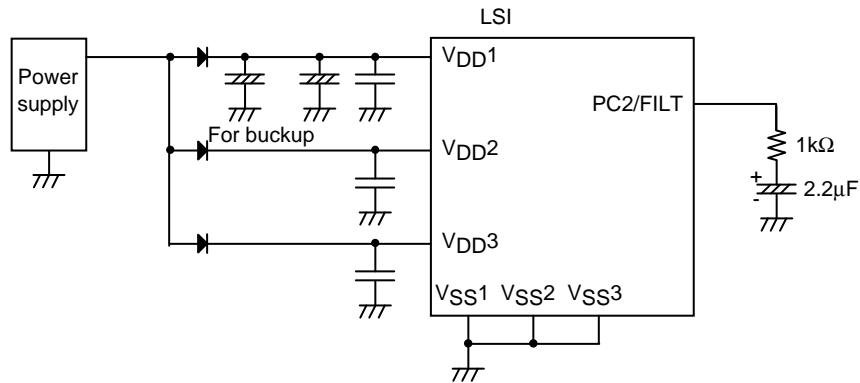 LSI
Power
supply
VDD1
PC2/FILT
For buckup
VDD2
1kΩ
+
-
2.2μF
VDD3
VSS1 VSS2 VSS3